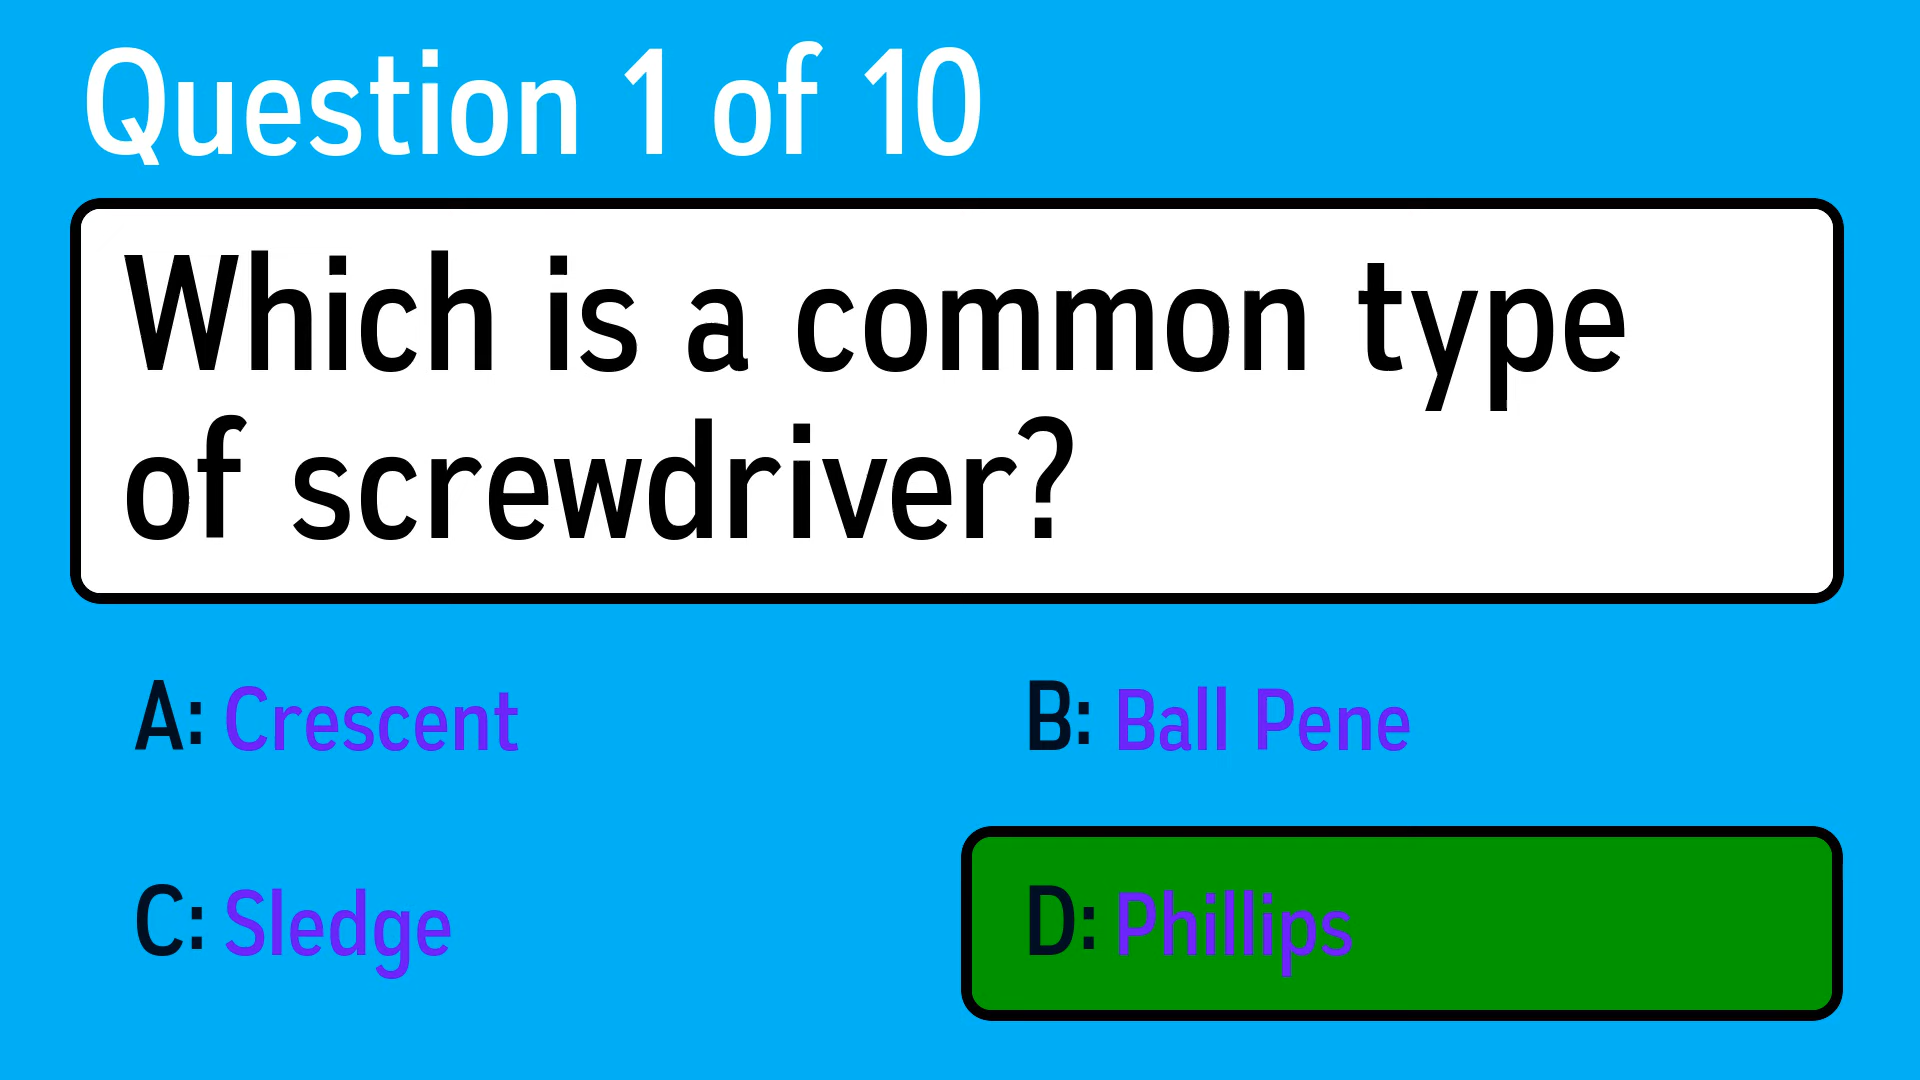 Question 1 of 10
Which is a common type
of screwdriver?
A: Crescent
B: Ball Pene
C: Sledge
D: Phillips